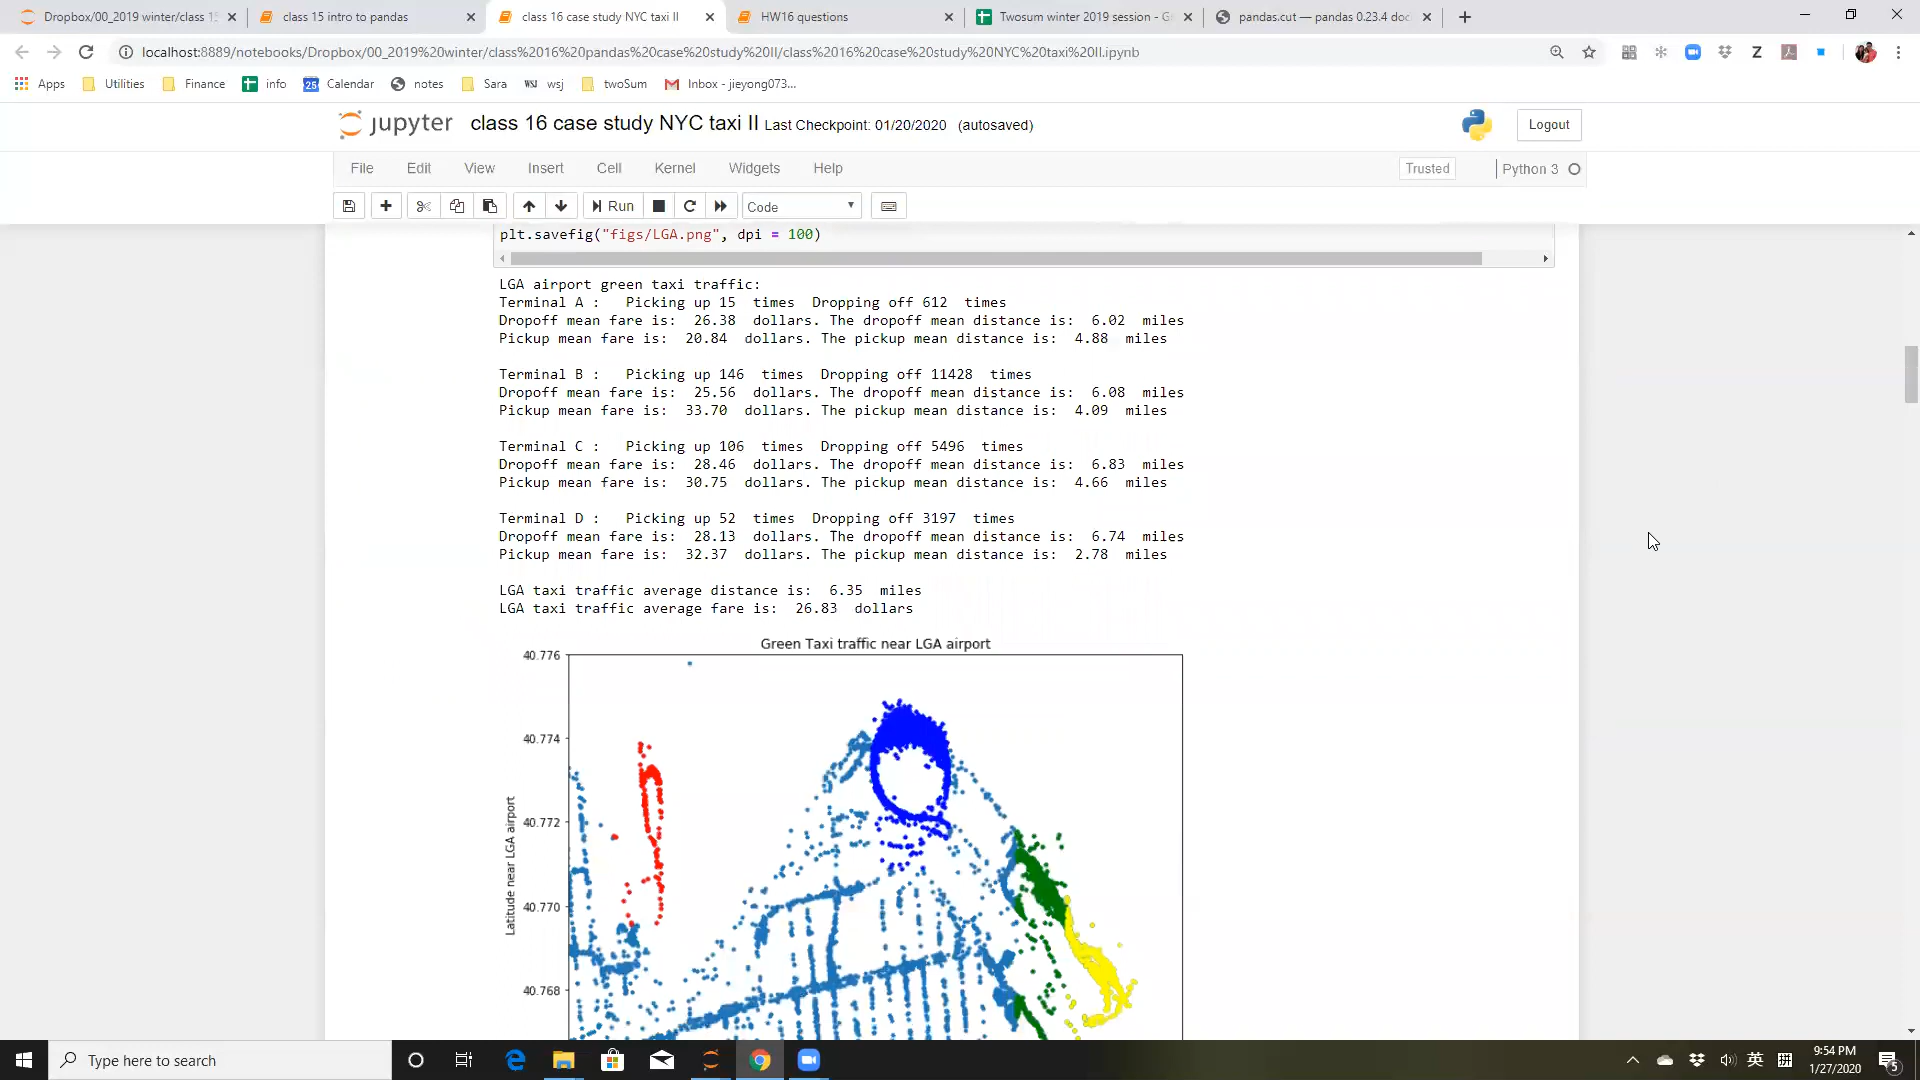 Dropbox/00_2019 winter/class 15
class 15 intro to pandas
class 16 case study NYC taxi II
HW16 questions
Twosum winter 2019 session - G
pandas.cut — pandas 0.23.4 doc
localhost:8889/notebooks/Dropbox/00_2019%20winter/class%2016%20pandas%20case%20study%20II/class%2016%20case%20study%20NYC%20taxi%20II.ipynb
Apps Utilities Finance info Calendar notes Sara wsj twoSum Inbox - jieyong073...
jupyter class 16 case study NYC taxi II Last Checkpoint: 01/20/2020 (autosaved)
Logout
File Edit View Insert Cell Kernel Widgets Help
Trusted Python 3
Run Code
plt.savefig("figs/LGA.png", dpi = 100)
LGA airport green taxi traffic:
Terminal A : Picking up 15 times Dropping off 612 times
Dropoff mean fare is: 26.38 dollars. The dropoff mean distance is: 6.02 miles
Pickup mean fare is: 20.84 dollars. The pickup mean distance is: 4.88 miles
Terminal B : Picking up 146 times Dropping off 11428 times
Dropoff mean fare is: 25.56 dollars. The dropoff mean distance is: 6.08 miles
Pickup mean fare is: 33.70 dollars. The pickup mean distance is: 4.09 miles
Terminal C : Picking up 106 times Dropping off 5496 times
Dropoff mean fare is: 28.46 dollars. The dropoff mean distance is: 6.83 miles
Pickup mean fare is: 30.75 dollars. The pickup mean distance is: 4.66 miles
Terminal D : Picking up 52 times Dropping off 3197 times
Dropoff mean fare is: 28.13 dollars. The dropoff mean distance is: 6.74 miles
Pickup mean fare is: 32.37 dollars. The pickup mean distance is: 2.78 miles
LGA taxi traffic average distance is: 6.35 miles
LGA taxi traffic average fare is: 26.83 dollars
Green Taxi traffic near LGA airport
40.776
40.774
40.772
40.770
40.768
Latitude near LGA airport
Type here to search
英
拼
9:54 PM
1/27/2020
5